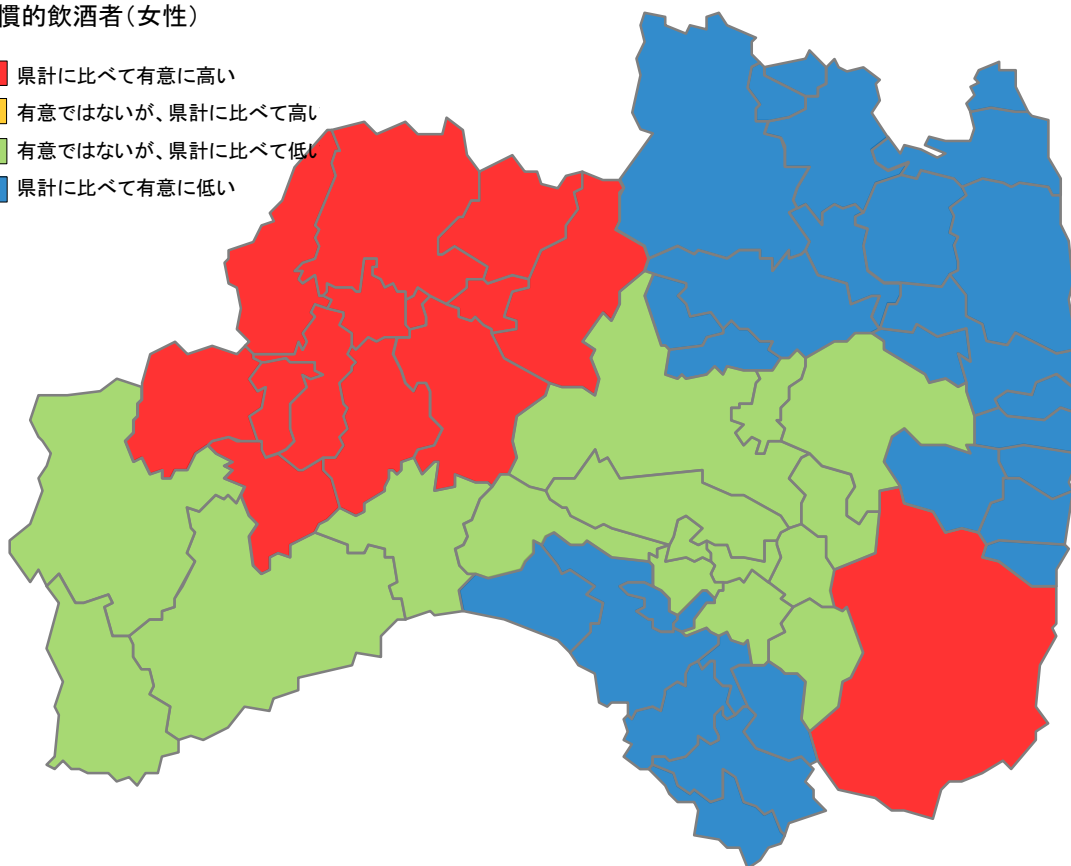 慣的飲酒者(女性)
県計に比べて有意に高い
有意ではないが、県計に比べて高い
有意ではないが、県計に比べて低い
県計に比べて有意に低い